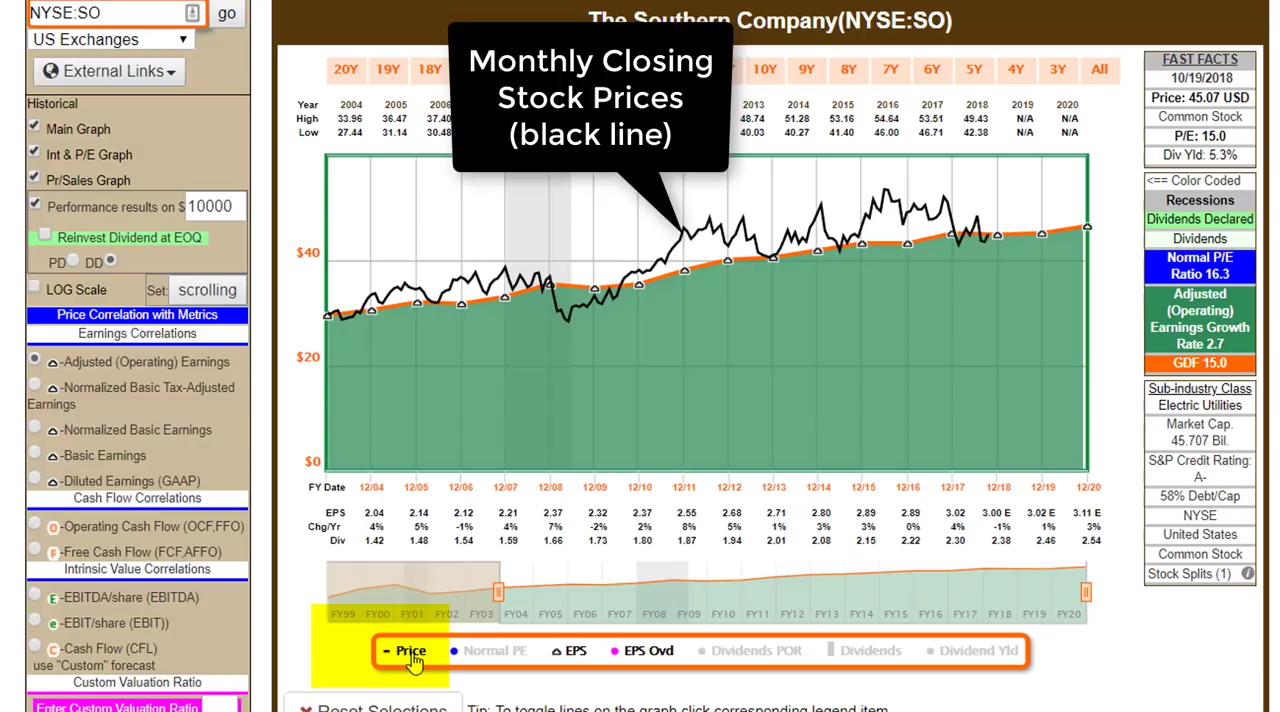 NYSE:SO
go
US Exchanges
External Links
Historical
Main Graph
Int & P/E Graph
Pr/Sales Graph
Performance results on $ 10000
Reinvest Dividend at EOQ
PD DD
LOG Scale Set: scrolling
Price Correlation with Metrics
Earnings Correlations
-Adjusted (Operating) Earnings
-Normalized Basic Tax-Adjusted
Earnings
-Normalized Basic Earnings
-Basic Earnings
-Diluted Earnings (GAAP)
Cash Flow Correlations
O-Operating Cash Flow (OCF,FFO)
F-Free Cash Flow (FCF,AFFO)
Intrinsic Value Correlations
E-EBITDA/share (EBITDA)
e-EBIT/share (EBIT))
C-Cash Flow (CFL)
use "Custom" forecast
Custom Valuation Ratio
Enter Custom Valuation Ratio
The Southern Company(NYSE:SO)
Monthly Closing
Stock Prices
(black line)
20Y 19Y 18Y 10Y 9Y 8Y 7Y 6Y 5Y 4Y 3Y All
Year 2004 2005 2006 2013 2014 2015 2016 2017 2018 2019 2020
High 33.96 36.47 37.40 48.74 51.28 53.16 54.64 53.51 49.43 N/A N/A
Low 27.44 31.14 30.48 40.03 40.27 41.40 46.00 46.71 42.38 N/A N/A
$40
$20
$0
FY Date 12/04 12/05 12/06 12/07 12/08 12/09 12/10 12/11 12/12 12/13 12/14 12/15 12/16 12/17 12/18 12/19 12/20
EPS 2.04 2.14 2.12 2.21 2.37 2.32 2.37 2.55 2.68 2.71 2.80 2.89 2.89 3.02 3.00 E 3.02 E 3.11 E
Chg/Yr 4% 5% -1% 4% 7% -2% 2% 8% 5% 1% 3% 3% 0% 4% -1% 1% 3%
Div 1.42 1.48 1.54 1.59 1.66 1.73 1.80 1.87 1.94 2.01 2.08 2.15 2.22 2.30 2.38 2.46 2.54
FY99 FY00 FY01 FY02 FY03 FY04 FY05 FY06 FY07 FY08 FY09 FY10 FY11 FY12 FY13 FY14 FY15 FY16 FY17 FY18 FY19 FY20
Price Normal PE EPS EPS Ovd Dividends POR Dividends Dividend Yld
Reset Selections Tip: To toggle lines on the graph click corresponding legend item
FAST FACTS
10/19/2018
Price: 45.07 USD
Common Stock
P/E: 15.0
Div Yld: 5.3%
<== Color Coded
Recessions
Dividends Declared
Dividends
Normal P/E
Ratio 16.3
Adjusted
(Operating)
Earnings Growth
Rate 2.7
GDF 15.0
Sub-industry Class
Electric Utilities
Market Cap.
45.707 Bil.
S&P Credit Rating:
A-
58% Debt/Cap
NYSE
United States
Common Stock
Stock Splits (1) i